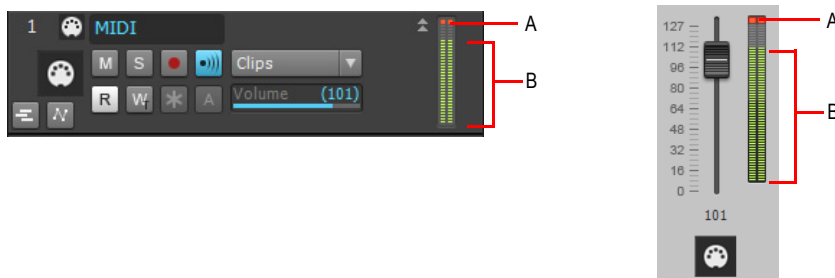 1 MIDI
M S Clips
R W A Volume (101)
A
B
127
112
96
80
64
48
32
16
0
101
A
B